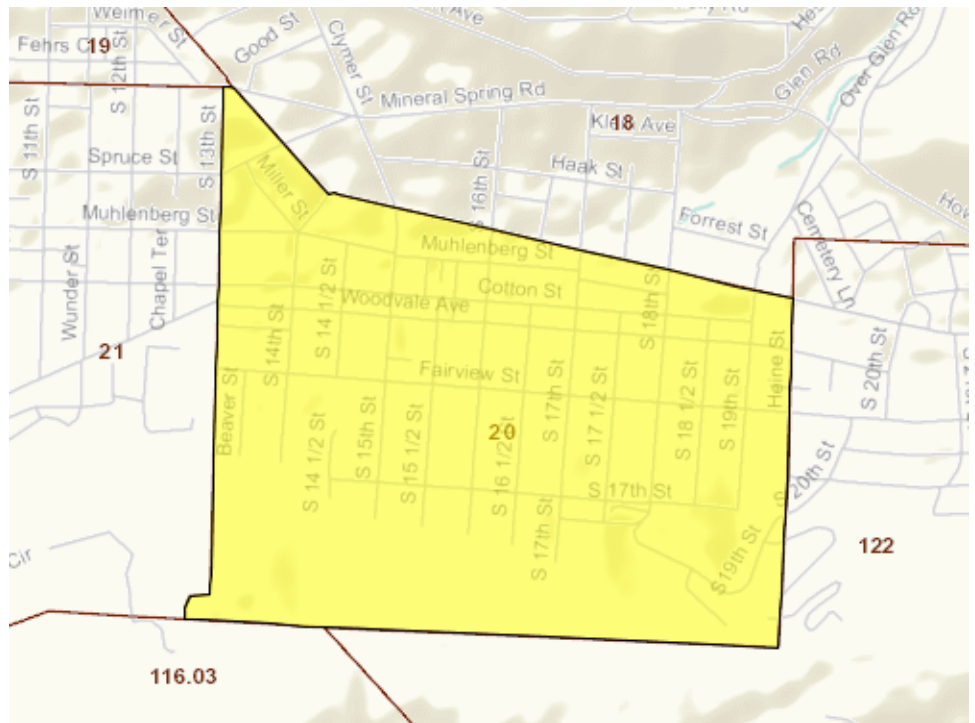 Weimer St
Good St
Clymer St
Glen Rd
Over Glen Rd
19
S 12th St
Mineral Spring Rd
S 11th St
S 13th St
18
Spruce St
Haak St
Miller St
S 16th St
Muhlenberg St
Forrest St
Cemetery Ln
Muhlenberg St
Wunder St
Chapel Ter
S 14 1/2 St
Cotton St
Woodvale Ave
S 18th St
21
S 14th St
Fairview St
Heine St
S 20th St
Beaver St
S 17th St
S 17 1/2 St
S 18 1/2 St
S 19th St
20
S 14 1/2 St
S 15th St
S 15 1/2 St
S 16 1/2 St
S 17th St
20th St
S 17th St
122
Cir
S19th St
116.03